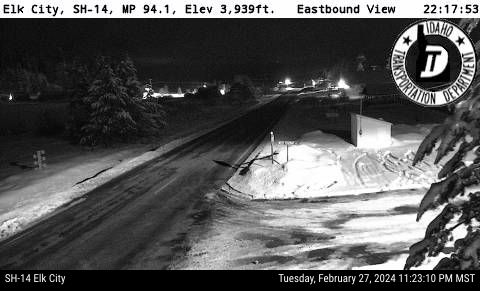 Elk City, SH-14, MP 94.1, Elev 3,939ft. Eastbound View 22:17:53
IDAHO
TRANSPORTATION DEPARTMENT
SH-14 Elk City Tuesday, February 27, 2024 11:23:10 PM MST